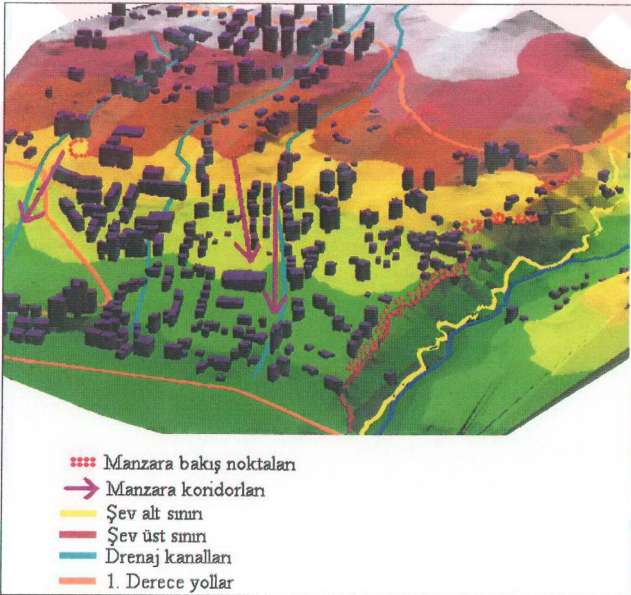 Manzara bakış noktaları
Manzara koridorları
Şev alt sınırı
Şev üst sınırı
Drenaj kanalları
1. Derece yollar